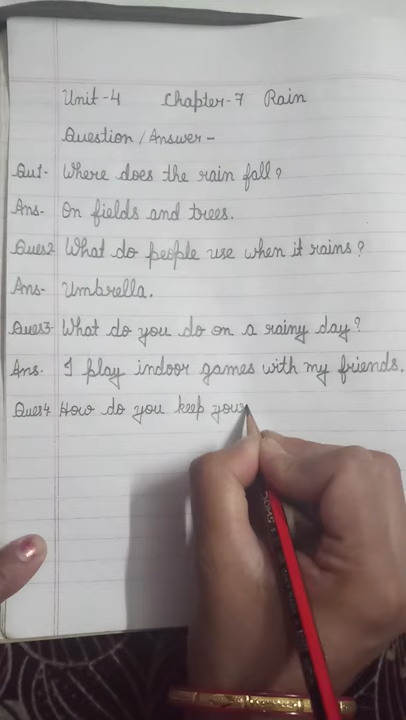 Unit-4 Chapter-7 Rain
Question/Answer-
Qu1- Where does the rain fall?
Ans- On fields and trees.
Ques2 What do people use when it rains?
Ans- Umbrella.
Ques3 What do you do on a rainy day?
Ans. I play indoor games with my friends.
Ques4 How do you keep your